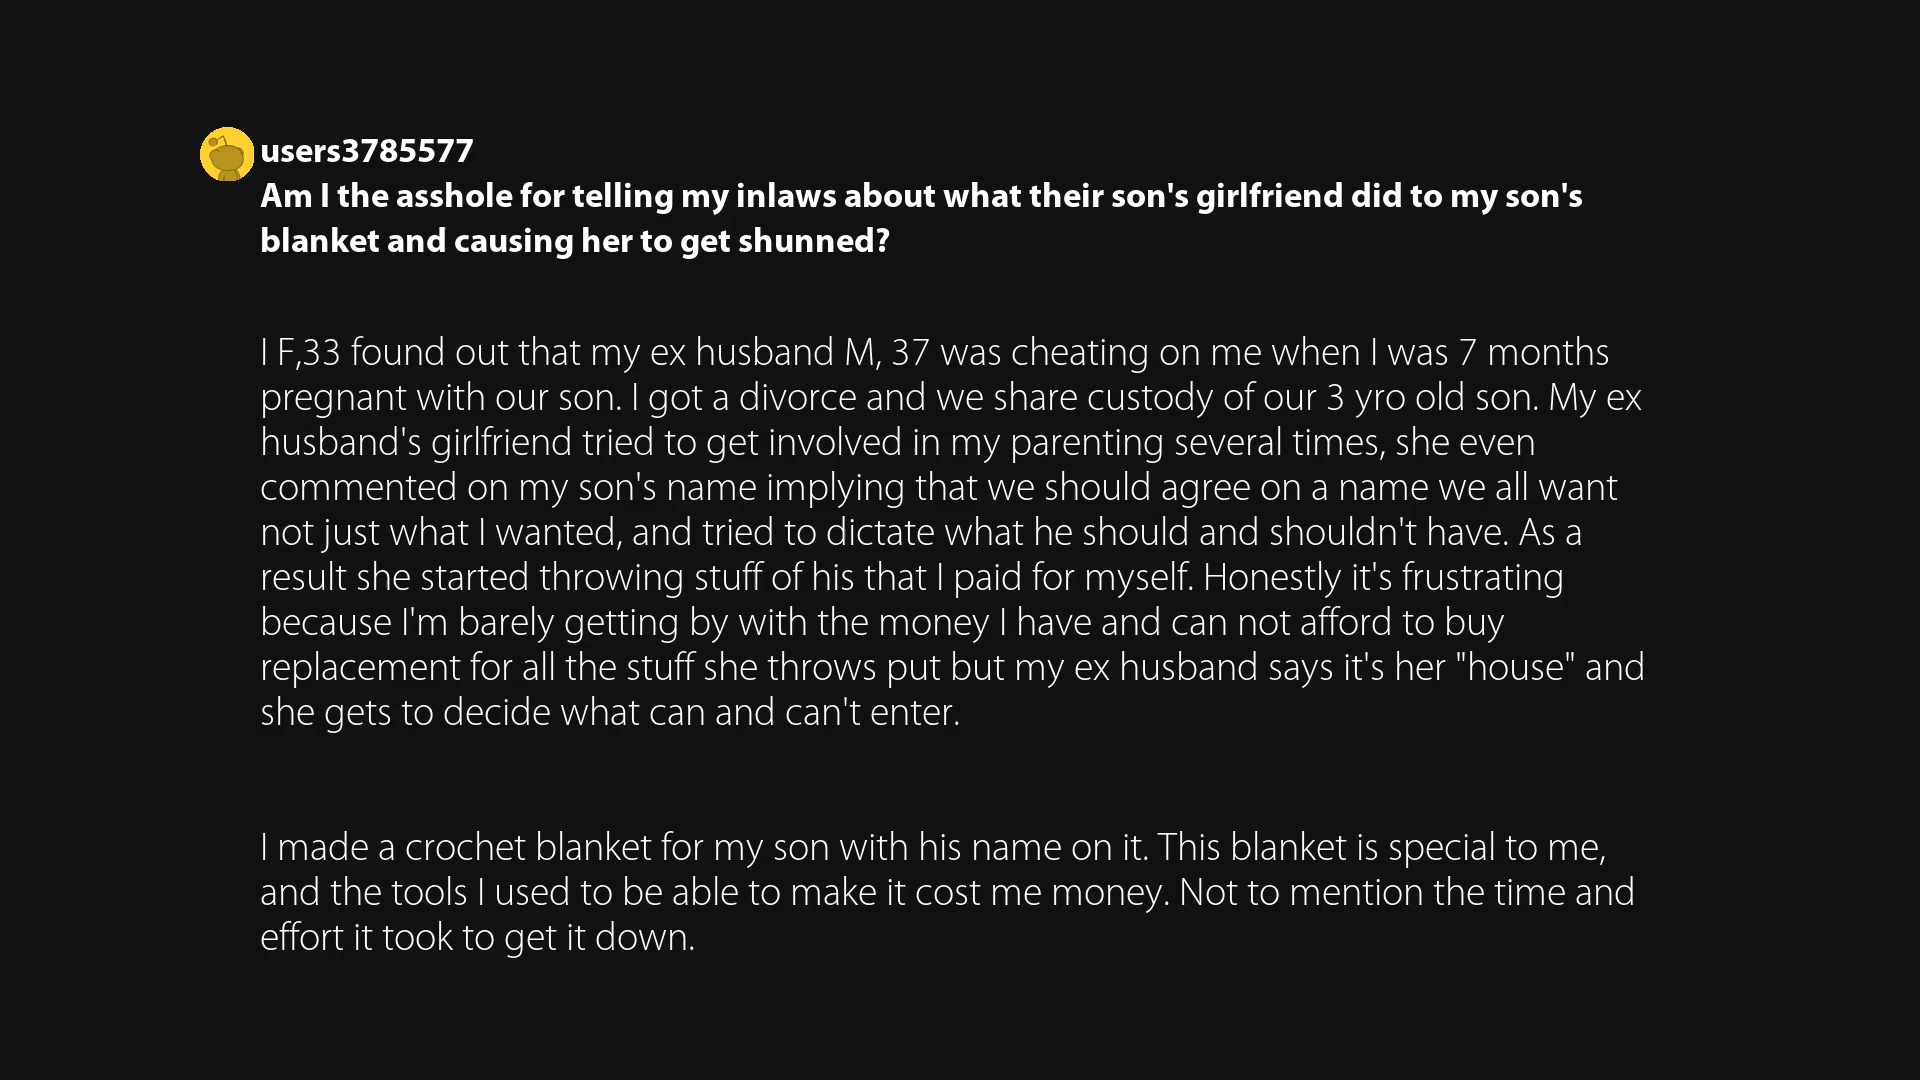 users3785577
Am I the asshole for telling my inlaws about what their son's girlfriend did to my son's
blanket and causing her to get shunned?
I F,33 found out that my ex husband M, 37 was cheating on me when I was 7 months
pregnant with our son. I got a divorce and we share custody of our 3 yro old son. My ex
husband's girlfriend tried to get involved in my parenting several times, she even
commented on my son's name implying that we should agree on a name we all want
not just what I wanted, and tried to dictate what he should and shouldn't have. As a
result she started throwing stuff of his that I paid for myself. Honestly it's frustrating
because I'm barely getting by with the money I have and can not afford to buy
replacement for all the stuff she throws put but my ex husband says it's her "house" and
she gets to decide what can and can't enter.
I made a crochet blanket for my son with his name on it. This blanket is special to me,
and the tools I used to be able to make it cost me money. Not to mention the time and
effort it took to get it down.